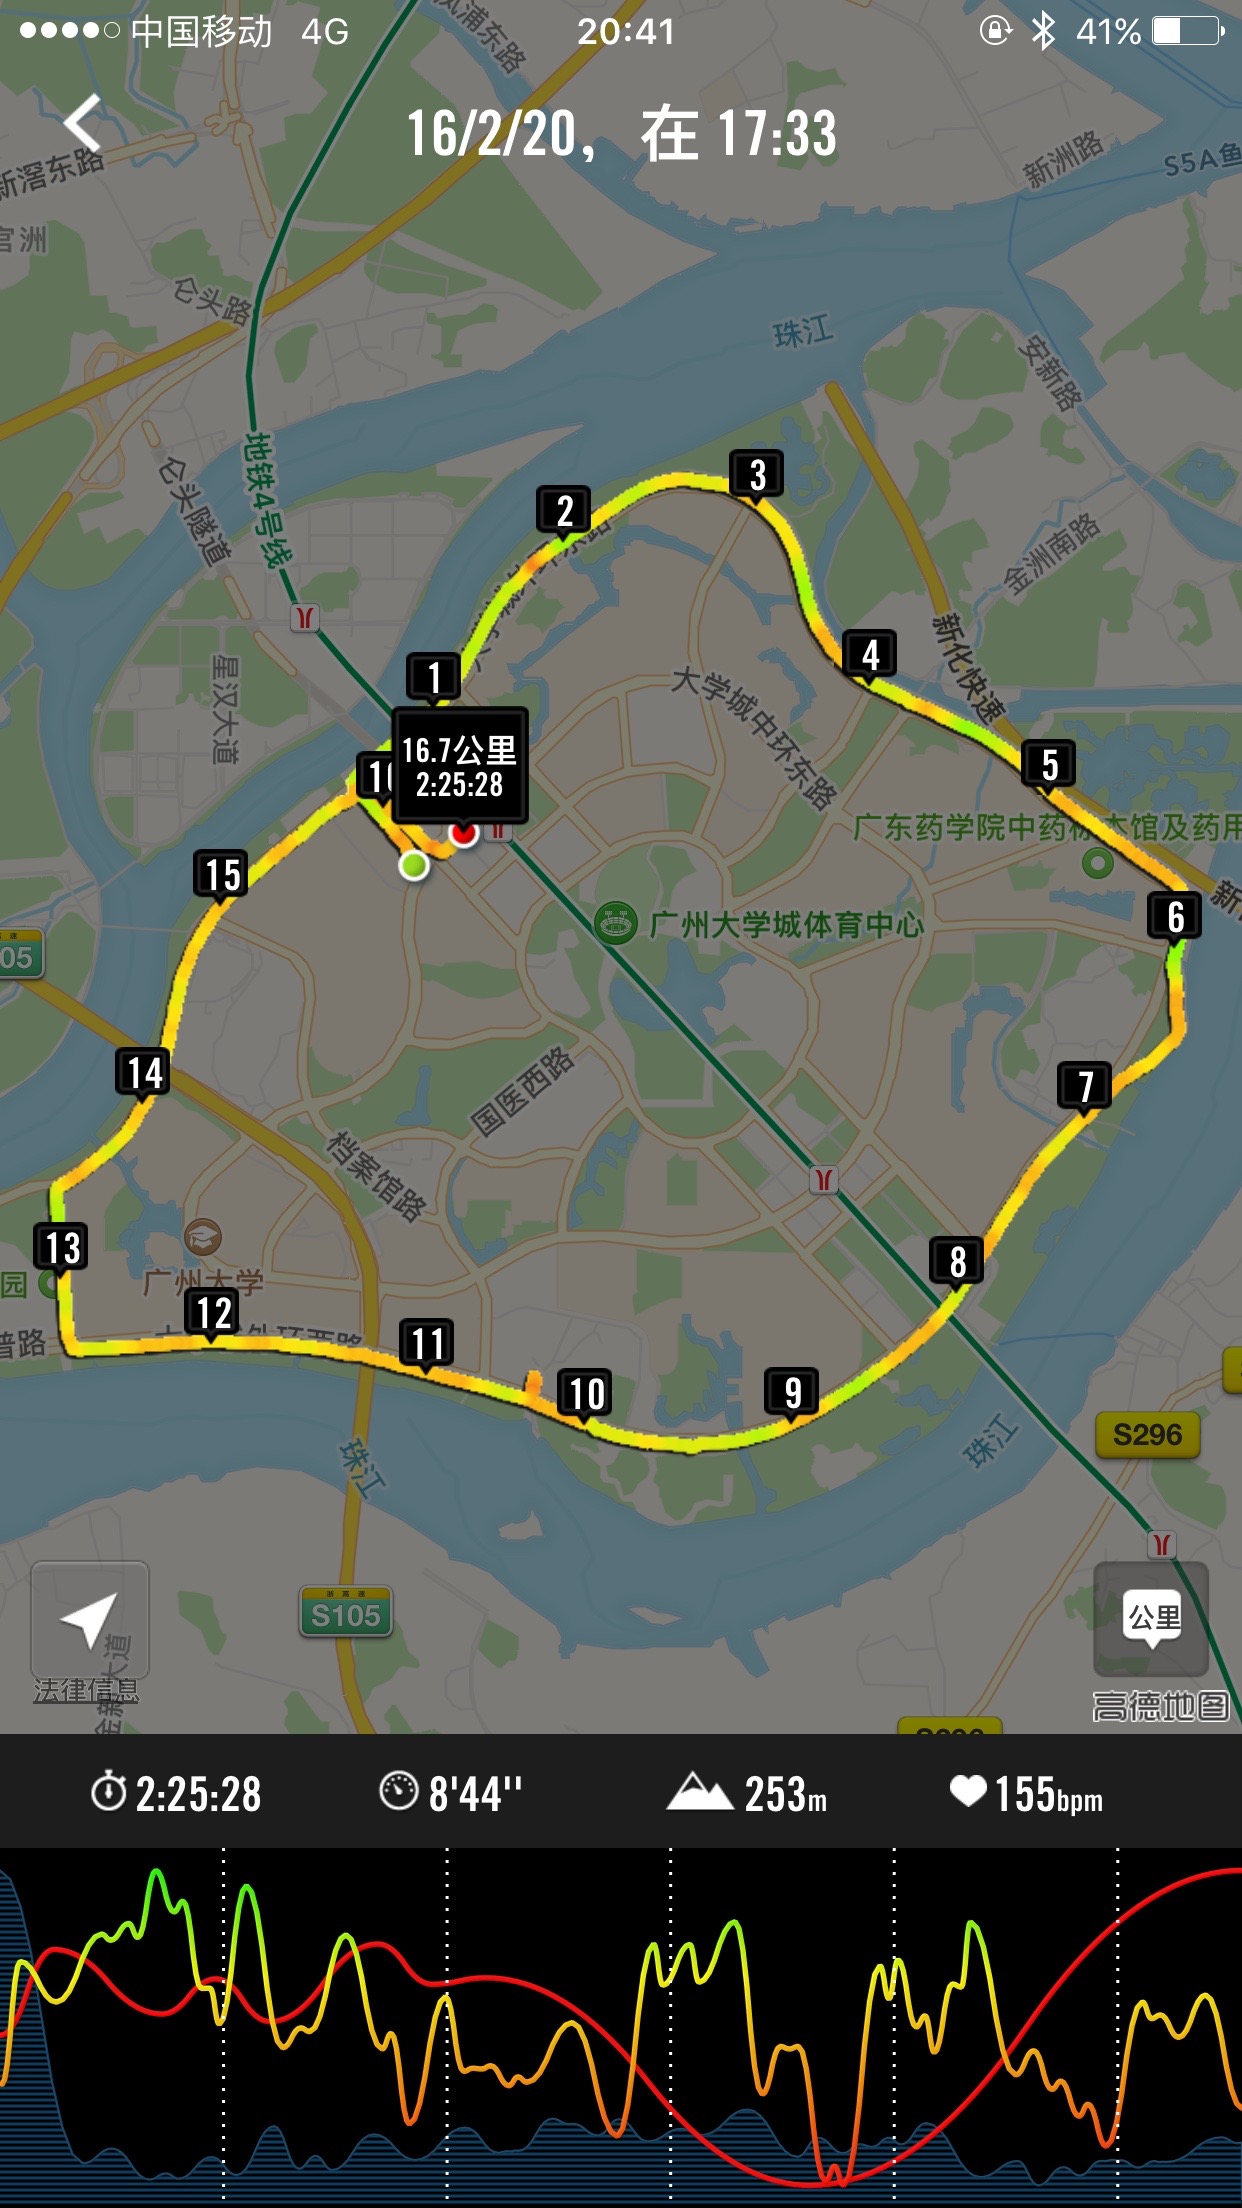 中国移动 4G 20:41 41%
16/2/20， 在 17:33
新滘东路
官洲
仑头路
新洲路
S5A鱼
珠江
安新路
地铁4号线
仑头隧道
金洲南路
星汉大道
新化快速
大学城中环东路
3
2
4
1
5
16.7公里
2:25:28
广东药学院中药标本馆及药用
15
6
广州大学城体育中心
05
14
7
国医西路
档案馆路
13
8
广州大学
园
12
普路
11
10
9
珠江
珠江
S296
S105
公里
法律信息
高德地图
2:25:28 8'44'' 253m 155bpm